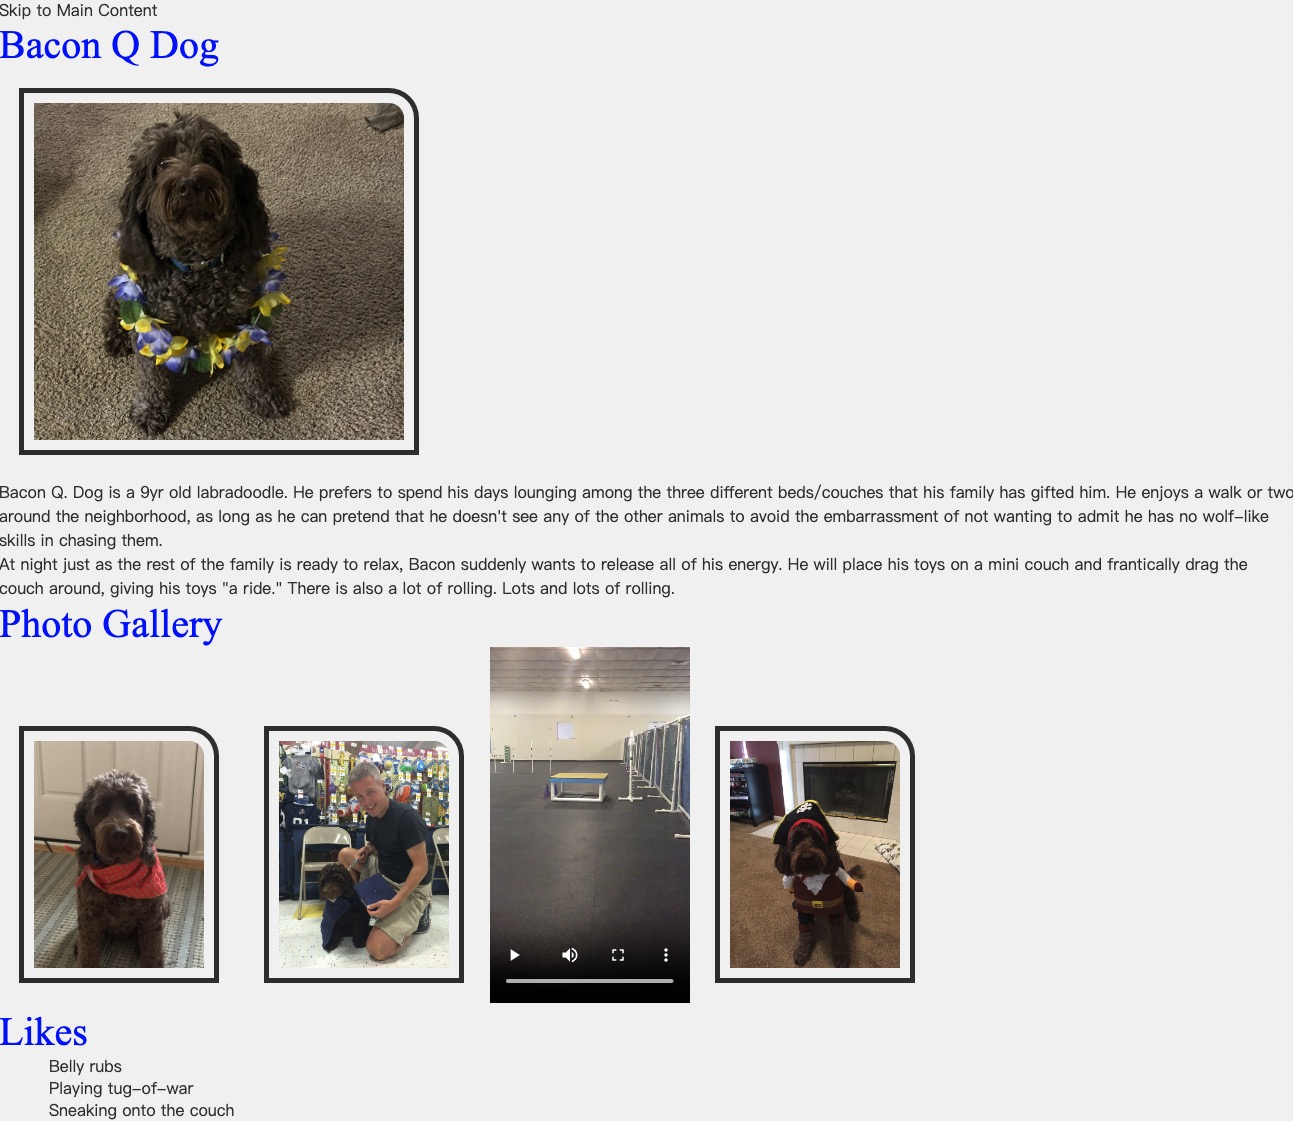 Skip to Main Content
Bacon Q Dog
Bacon Q. Dog is a 9yr old labradoodle. He prefers to spend his days lounging among the three different beds/couches that his family has gifted him. He enjoys a walk or two
around the neighborhood, as long as he can pretend that he doesn't see any of the other animals to avoid the embarrassment of not wanting to admit he has no wolf-like
skills in chasing them.
At night just as the rest of the family is ready to relax, Bacon suddenly wants to release all of his energy. He will place his toys on a mini couch and frantically drag the
couch around, giving his toys "a ride." There is also a lot of rolling. Lots and lots of rolling.
Photo Gallery
Likes
Belly rubs
Playing tug-of-war
Sneaking onto the couch